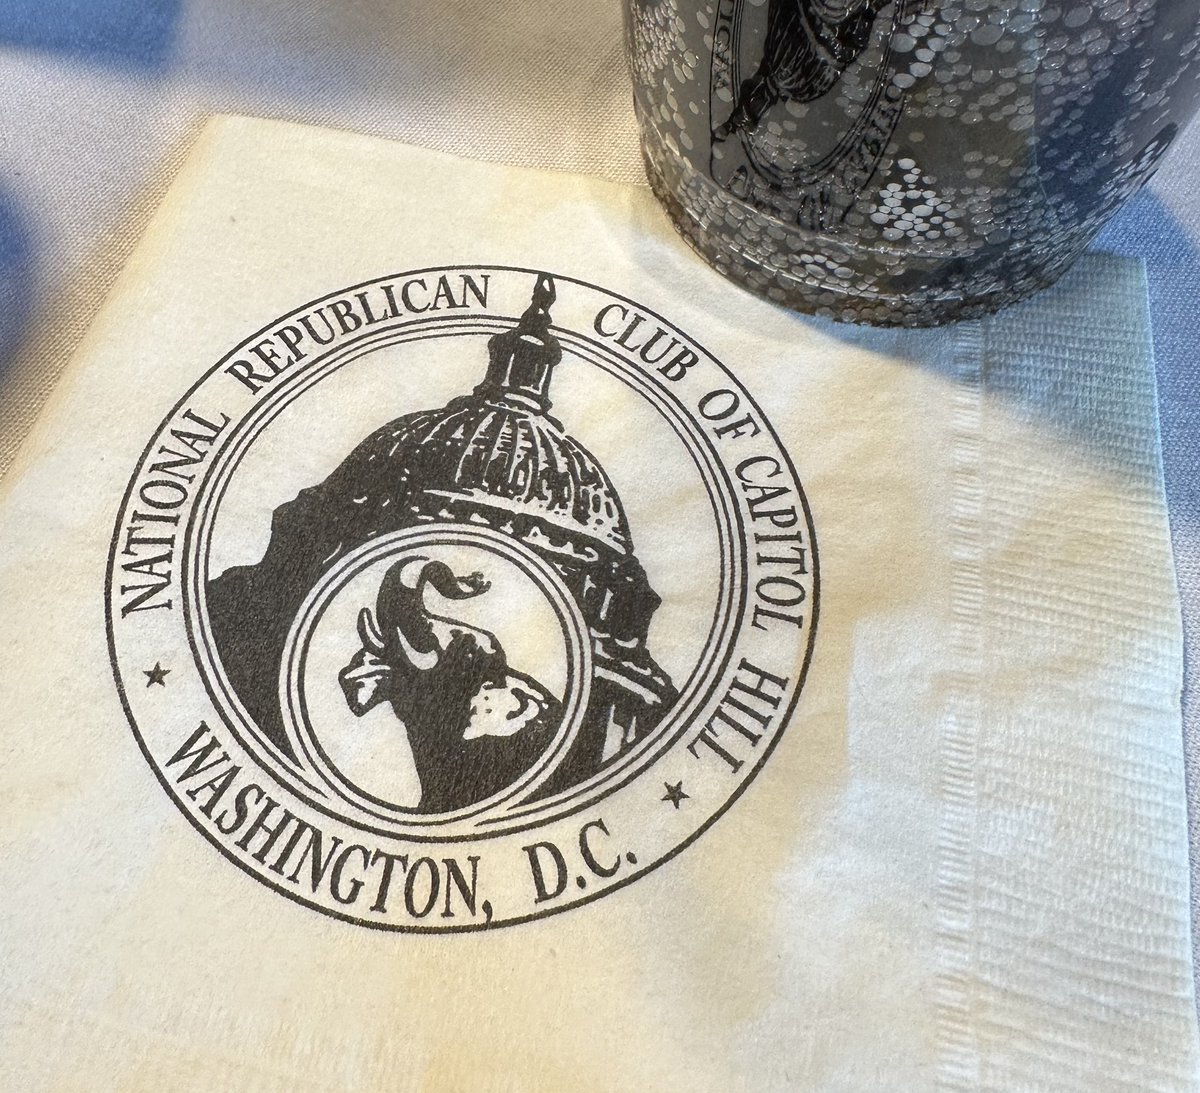 NATIONAL REPUBLICAN CLUB OF CAPITOL HILL
WASHINGTON, D.C.